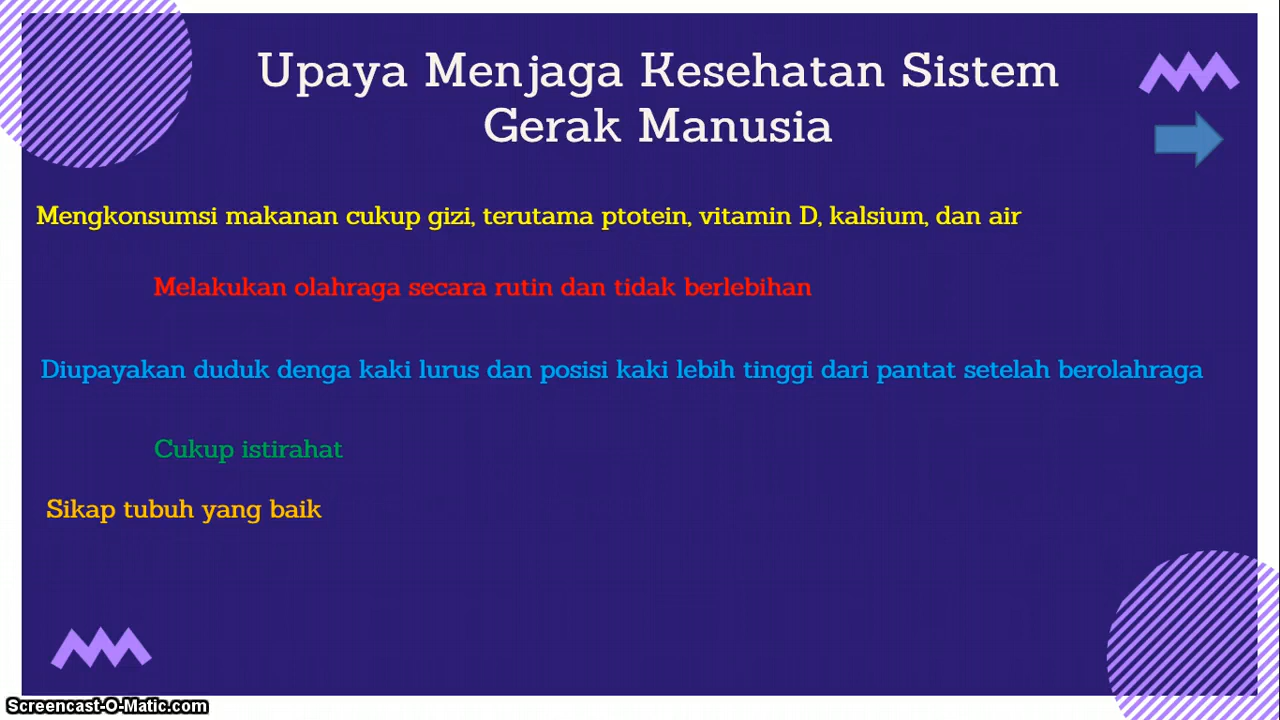 Upaya Menjaga Kesehatan Sistem
Gerak Manusia
Mengkonsumsi makanan cukup gizi, terutama ptotein, vitamin D, kalsium, dan air
Melakukan olahraga secara rutin dan tidak berlebihan
Diupayakan duduk denga kaki lurus dan posisi kaki lebih tinggi dari pantat setelah berolahraga
Cukup istirahat
Sikap tubuh yang baik
Screencast-O-Matic.com